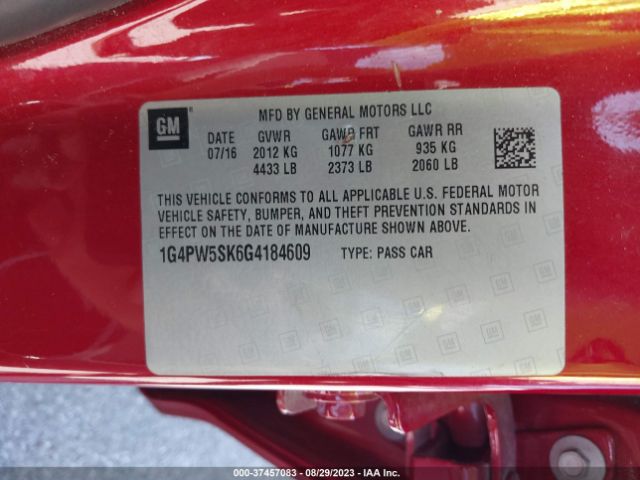 GM
MFD BY GENERAL MOTORS LLC
DATE GVWR GAWR FRT GAWR RR
07/16 2012 KG 1077 KG 935 KG
4433 LB 2373 LB 2060 LB
THIS VEHICLE CONFORMS TO ALL APPLICABLE U.S. FEDERAL MOTOR
VEHICLE SAFETY, BUMPER, AND THEFT PREVENTION STANDARDS IN
EFFECT ON THE DATE OF MANUFACTURE SHOWN ABOVE.
1G4PW5SK6G4184609 TYPE: PASS CAR
000-37457083 - 08/29/2023 - IAA Inc.